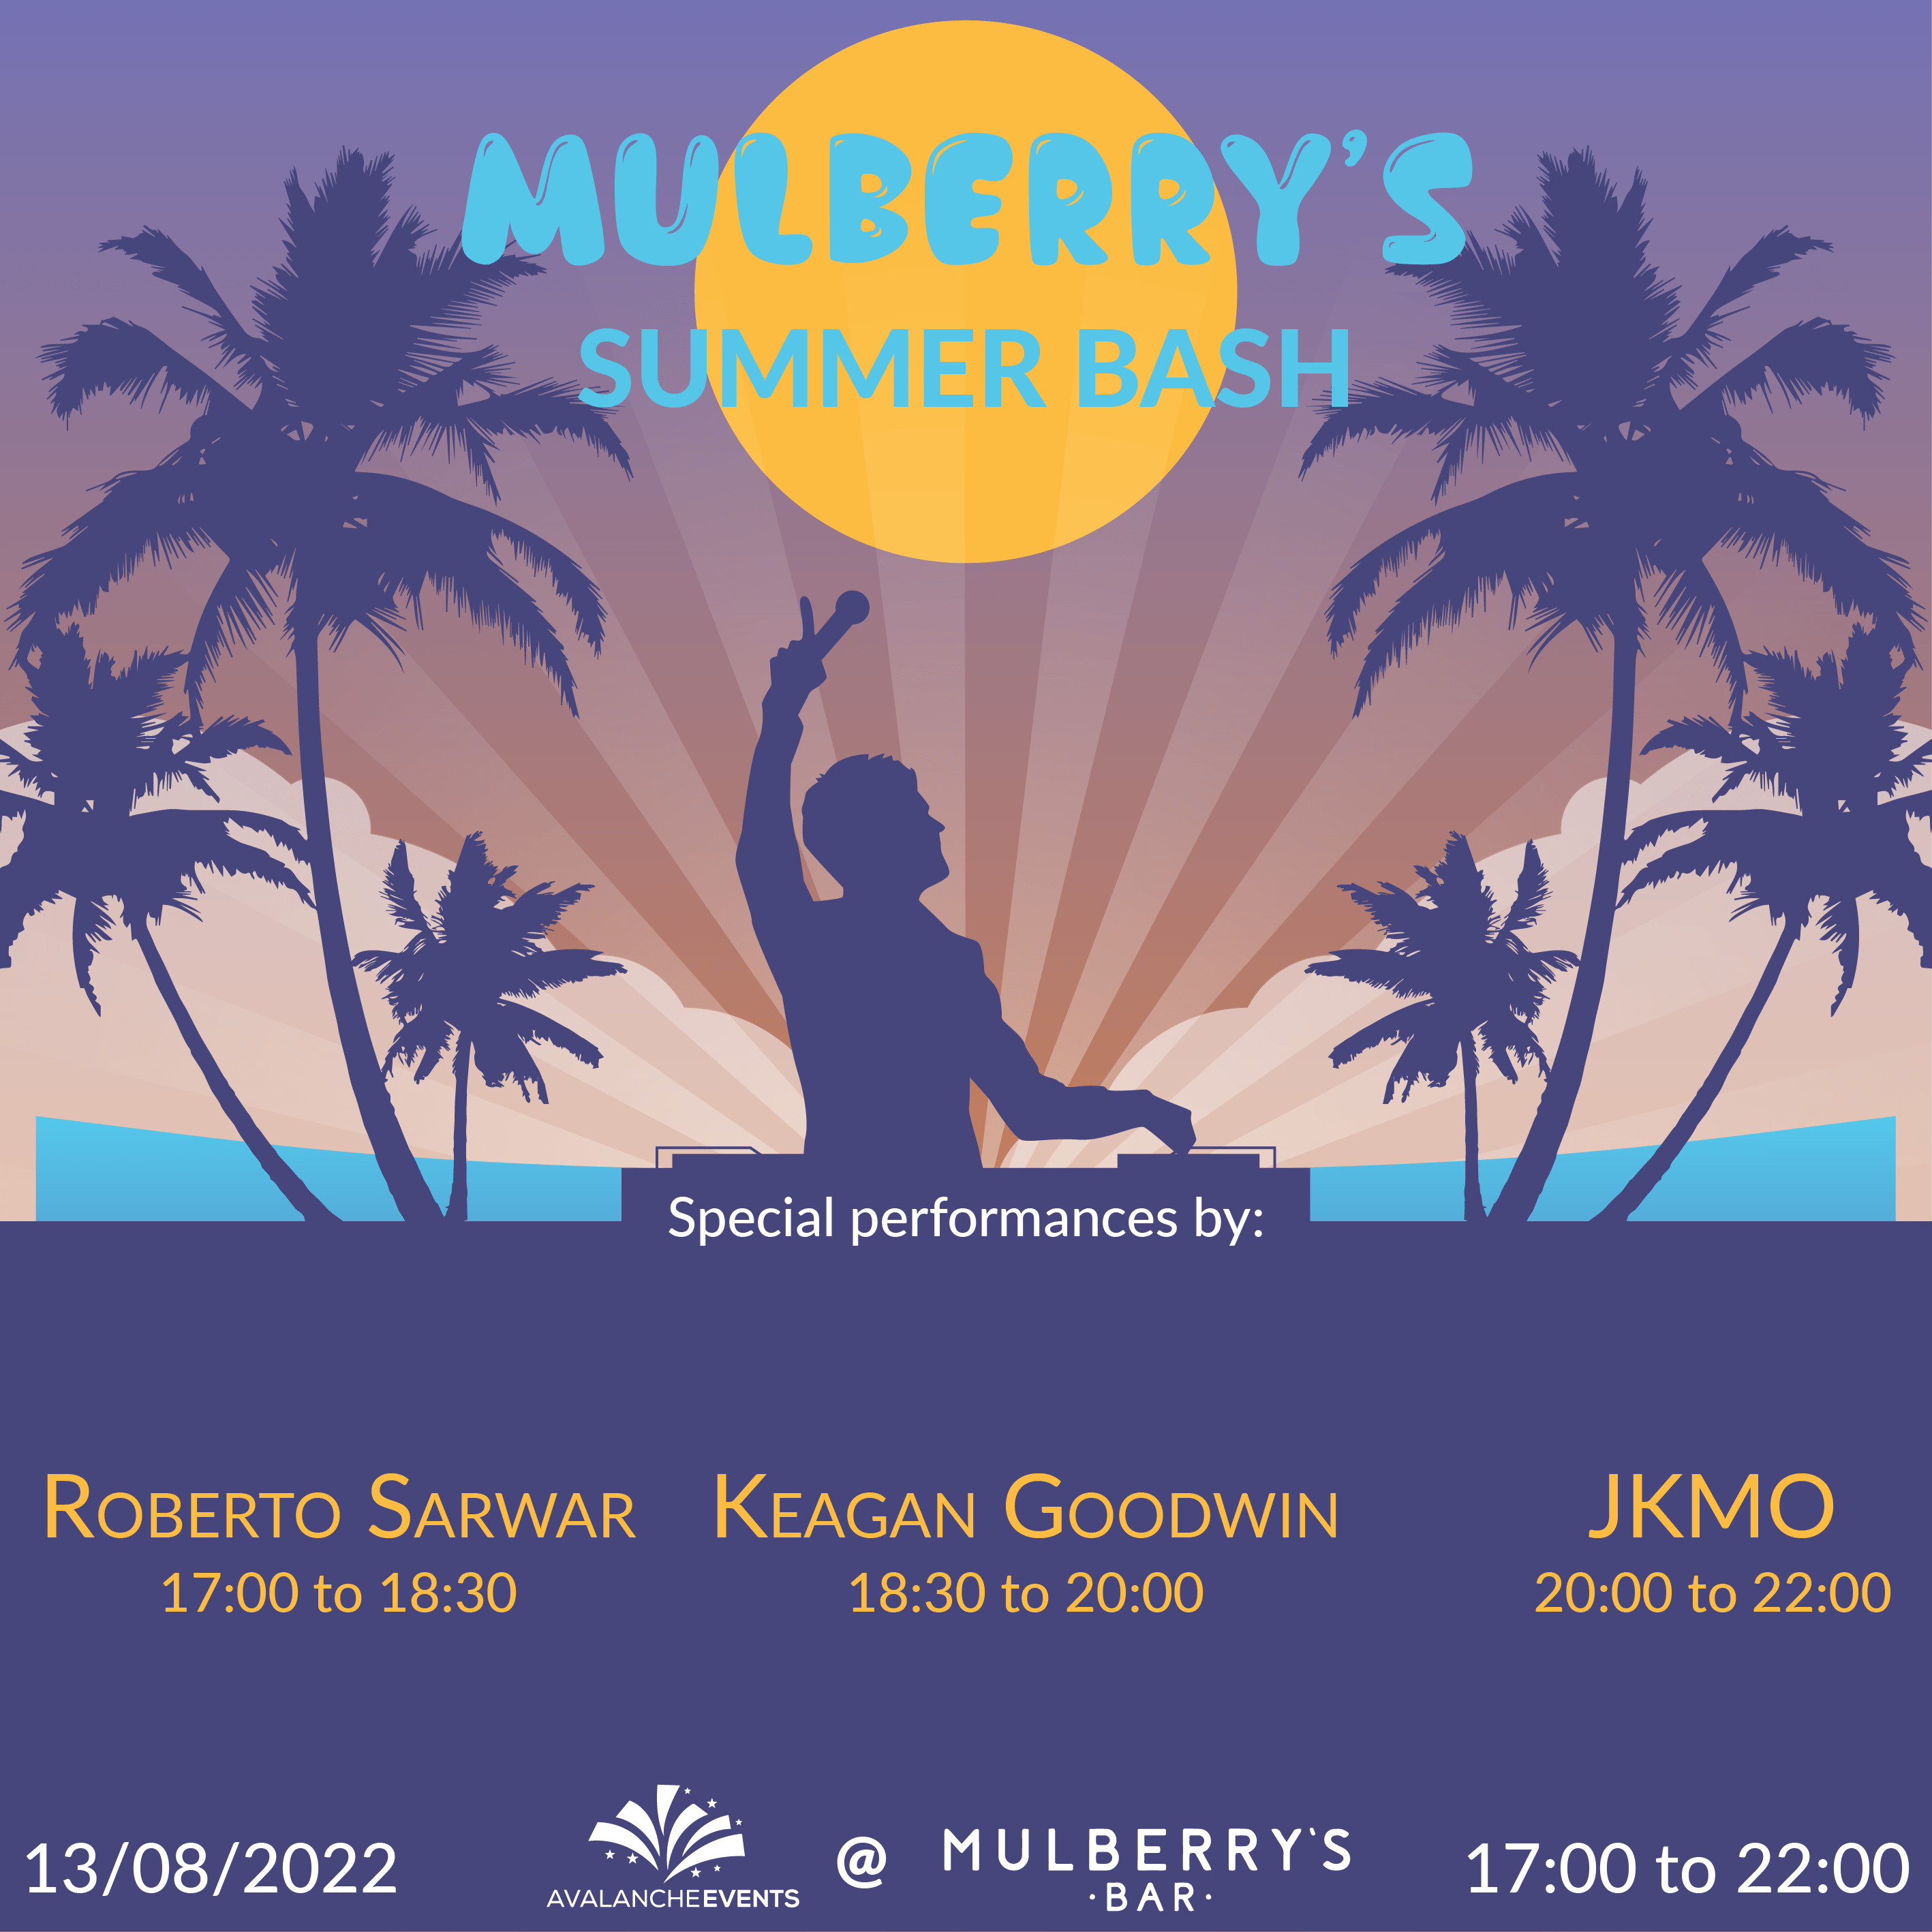 MULBERRY'S
SUMMER BASH
Special performances by:
Roberto Sarwar Keagan Goodwin JKMO
17:00 to 18:30 18:30 to 20:00 20:00 to 22:00
13/08/2022 AVALANCHEEVENTS @ MULBERRY'S 17:00 to 22:00
·BAR·